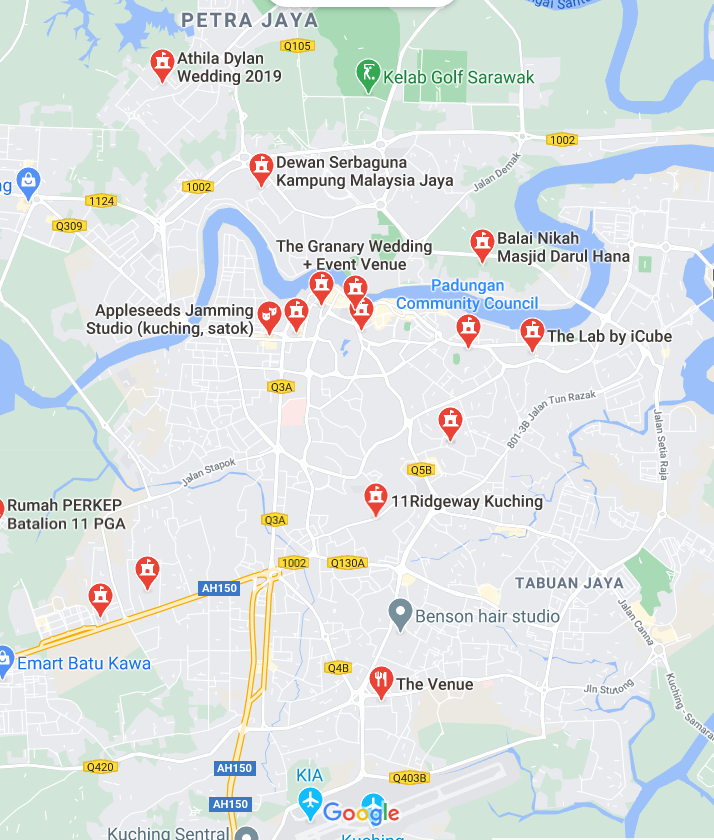 PETRA JAYA
Q105
Athila Dylan
Wedding 2019
Kelab Golf Sarawak
1002
Jalan Demak
Dewan Serbaguna
Kampung Malaysia Jaya
1002
1124
Q309
Balai Nikah
Masjid Darul Hana
The Granary Wedding
+ Event Venue
Padungan
Community Council
Appleseeds Jamming
Studio (kuching, satok)
The Lab by iCube
Q3A
801-3B Jalan Tun Razak
Jalan Setia Raja
Q5B
Jalan Stapok
11Ridgeway Kuching
Rumah PERKEP
Batalion 11 PGA
Q3A
1002
Q130A
AH150
TABUAN JAYA
Jalan Canna
Benson hair studio
Emart Batu Kawa
Q4B
The Venue
Jln Stutong
Kuching - Samaran
Q420
AH150
KIA
Q403B
AH150
Google
Kuching Sentral
Kuching